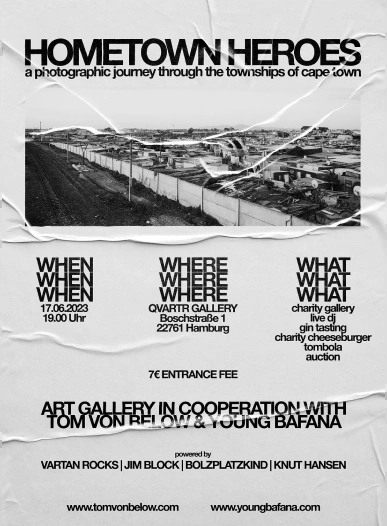 HOMETOWN HEROES
a photographic journey through the townships of cape town
WHEN
WHEN
WHEN
17.06.2023
19.00 Uhr
WHERE
WHERE
WHERE
QVARTR GALLERY
Boschstraße 1
22761 Hamburg
WHAT
WHAT
WHAT
charity gallery
live dj
gin tasting
charity cheeseburger
tombola
auction
7€ ENTRANCE FEE
ART GALLERY IN COOPERATION WITH
TOM VON BELOW & YOUNG BAFANA
powered by
VARTAN ROCKS | JIM BLOCK | BOLZPLATZKIND | KNUT HANSEN
www.tomvonbelow.com
www.youngbafana.com